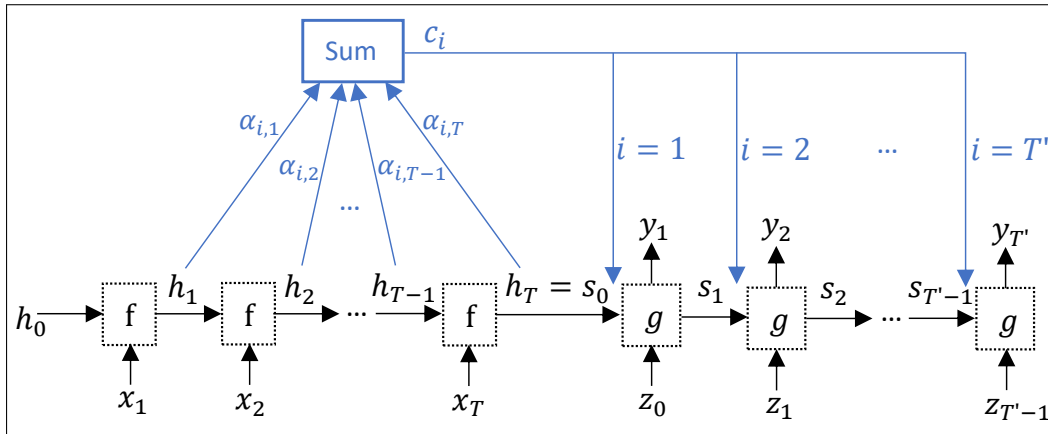 Sum
c_i
α_{i,1}
α_{i,2}
...
α_{i,T−1}
α_{i,T}
i = 1
i = 2
...
i = T'
y_1
y_2
y_{T'}
h_0
f
h_1
f
h_2
...
h_{T−1}
f
h_T = s_0
g
s_1
g
s_2
...
s_{T'−1}
g
x_1
x_2
x_T
z_0
z_1
z_{T'−1}